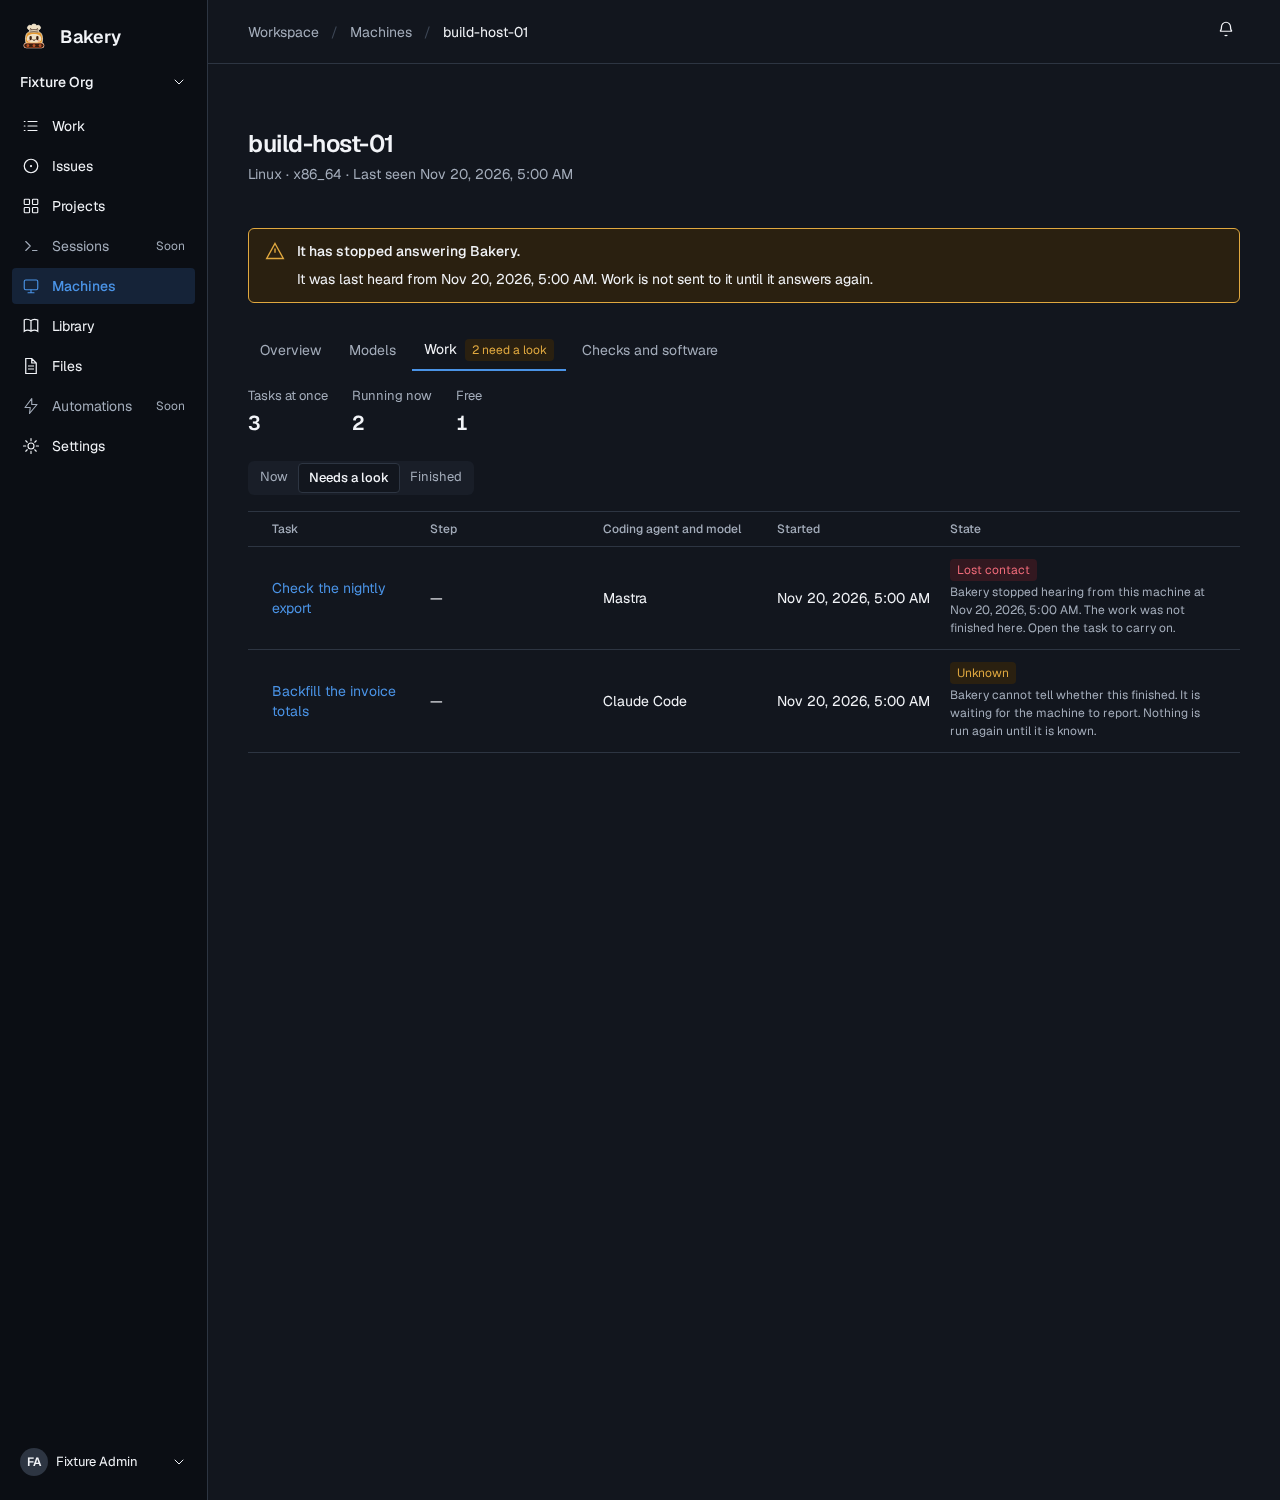 Bakery
Fixture Org
Work
Issues
Projects
Sessions Soon
Machines
Library
Files
Automations Soon
Settings
FA Fixture Admin
Workspace / Machines / build-host-01
build-host-01
Linux · x86_64 · Last seen Nov 20, 2026, 5:00 AM
It has stopped answering Bakery.
It was last heard from Nov 20, 2026, 5:00 AM. Work is not sent to it until it answers again.
Overview Models Work 2 need a look Checks and software
Tasks at once Running now Free
3 2 1
Now Needs a look Finished
Task Step Coding agent and model Started State
Check the nightly
export
—
Mastra
Nov 20, 2026, 5:00 AM
Lost contact
Bakery stopped hearing from this machine at
Nov 20, 2026, 5:00 AM. The work was not
finished here. Open the task to carry on.
Backfill the invoice
totals
—
Claude Code
Nov 20, 2026, 5:00 AM
Unknown
Bakery cannot tell whether this finished. It is
waiting for the machine to report. Nothing is
run again until it is known.